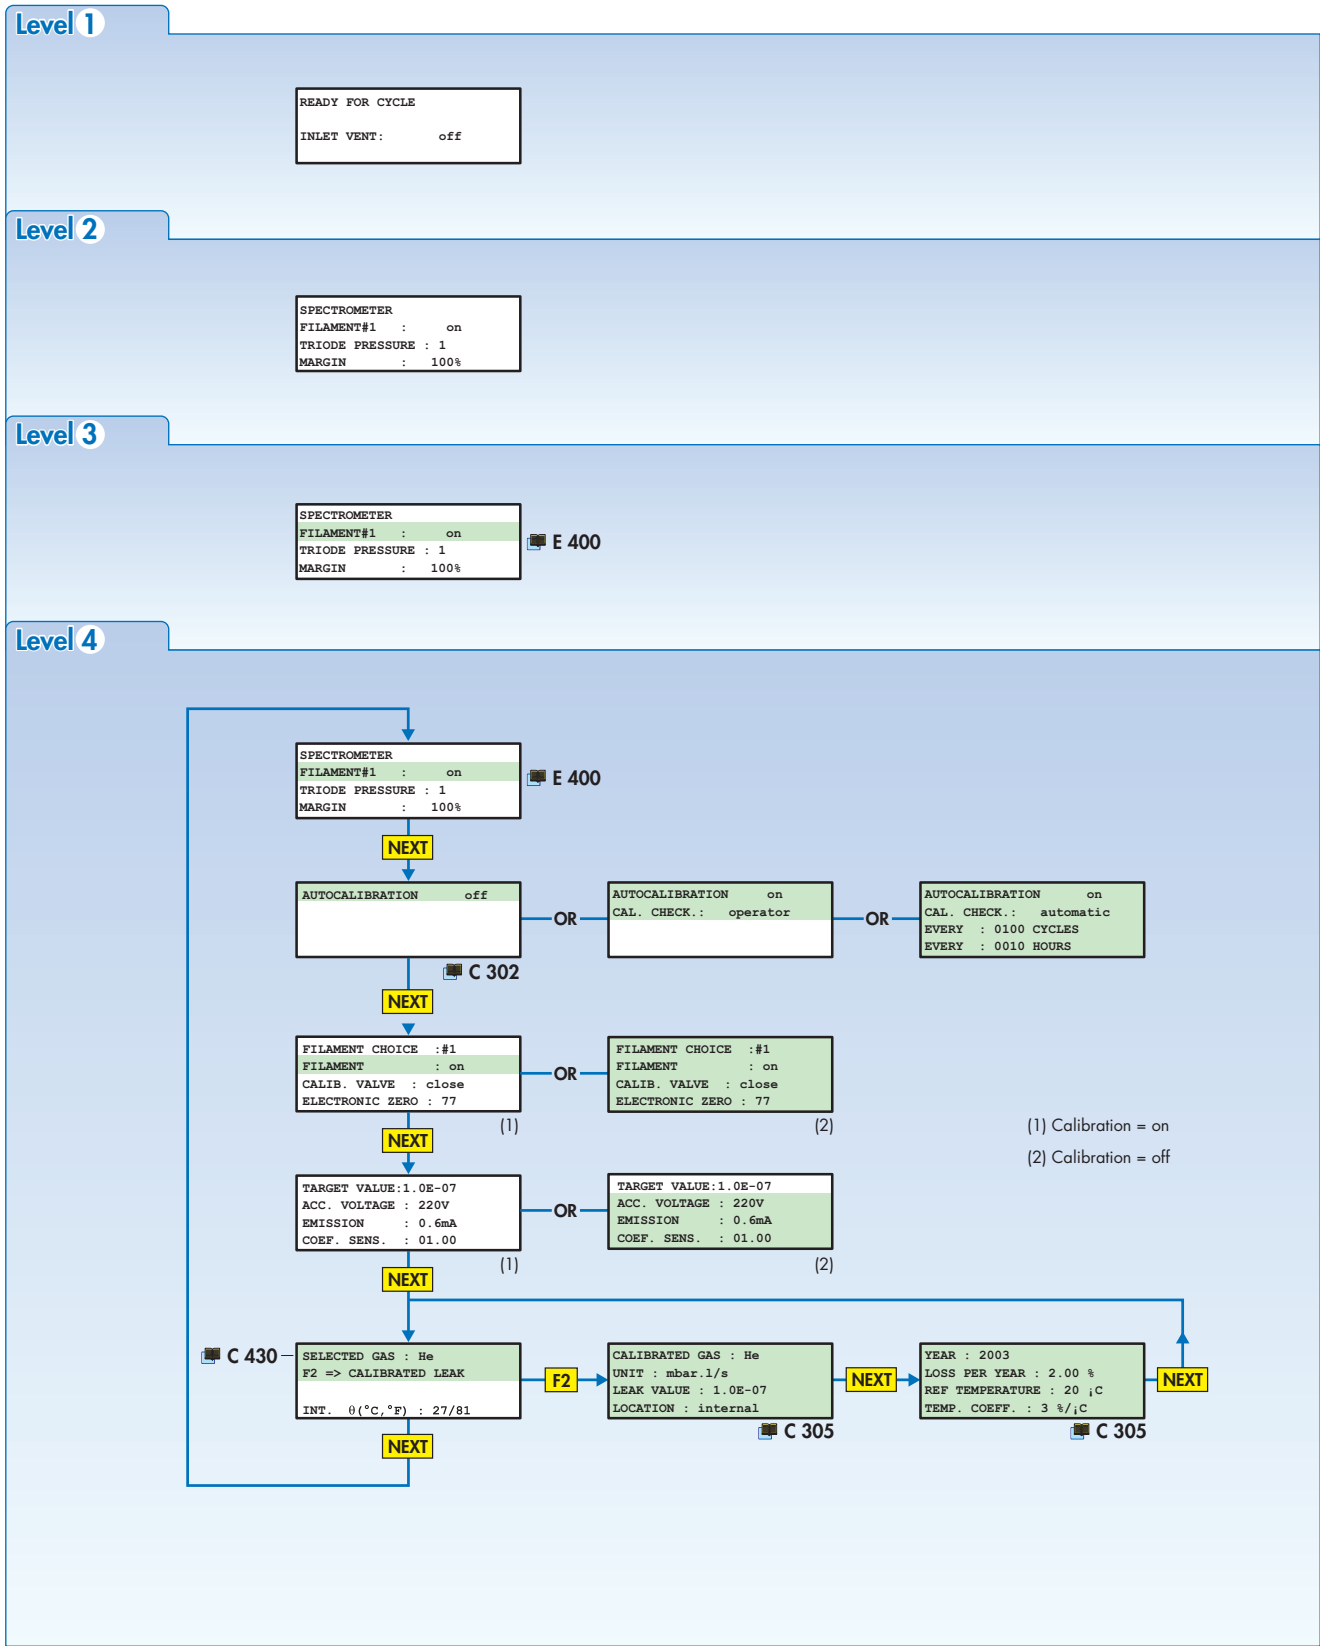 Level 1
READY FOR CYCLE
INLET VENT: off
Level 2
SPECTROMETER
FILAMENT#1 : on
TRIODE PRESSURE : 1
MARGIN : 100%
Level 3
SPECTROMETER
FILAMENT#1 : on
TRIODE PRESSURE : 1
MARGIN : 100%
E 400
Level 4
SPECTROMETER
FILAMENT#1 : on
TRIODE PRESSURE : 1
MARGIN : 100%
E 400
NEXT
AUTOCALIBRATION off
OR
AUTOCALIBRATION on
CAL. CHECK.: operator
OR
AUTOCALIBRATION on
CAL. CHECK.: automatic
EVERY : 0100 CYCLES
EVERY : 0010 HOURS
C 302
NEXT
FILAMENT CHOICE :#1
FILAMENT : on
CALIB. VALVE : close
ELECTRONIC ZERO : 77
(1)
OR
FILAMENT CHOICE :#1
FILAMENT : on
CALIB. VALVE : close
ELECTRONIC ZERO : 77
(2)
(1) Calibration = on
(2) Calibration = off
NEXT
TARGET VALUE:1.0E-07
ACC. VOLTAGE : 220V
EMISSION : 0.6mA
COEF. SENS. : 01.00
(1)
OR
TARGET VALUE:1.0E-07
ACC. VOLTAGE : 220V
EMISSION : 0.6mA
COEF. SENS. : 01.00
(2)
NEXT
C 430
SELECTED GAS : He
F2 => CALIBRATED LEAK
INT. θ(°C,°F) : 27/81
F2
CALIBRATED GAS : He
UNIT : mbar.l/s
LEAK VALUE : 1.0E-07
LOCATION : internal
C 305
NEXT
YEAR : 2003
LOSS PER YEAR : 2.00 %
REF TEMPERATURE : 20 ¡C
TEMP. COEFF. : 3 %/¡C
C 305
NEXT
NEXT